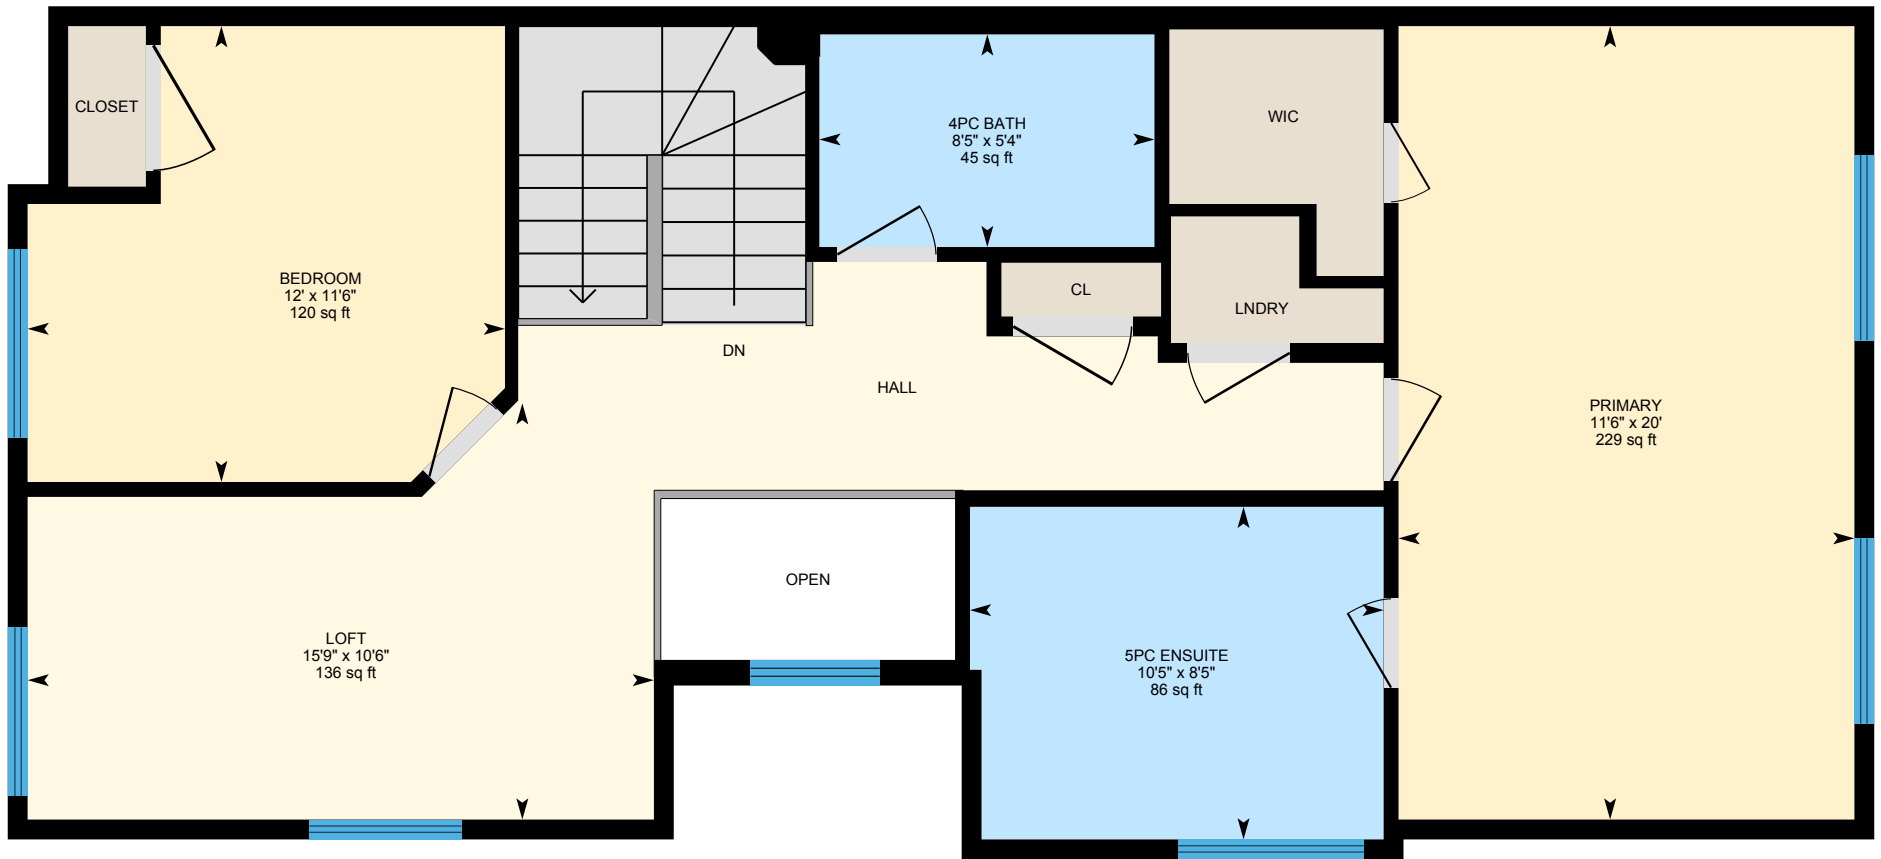 CLOSET
4PC BATH
8'5" x 5'4"
45 sq ft
WIC
BEDROOM
12' x 11'6"
120 sq ft
CL
LNDRY
DN
HALL
PRIMARY
11'6" x 20'
229 sq ft
OPEN
LOFT
15'9" x 10'6"
136 sq ft
5PC ENSUITE
10'5" x 8'5"
86 sq ft